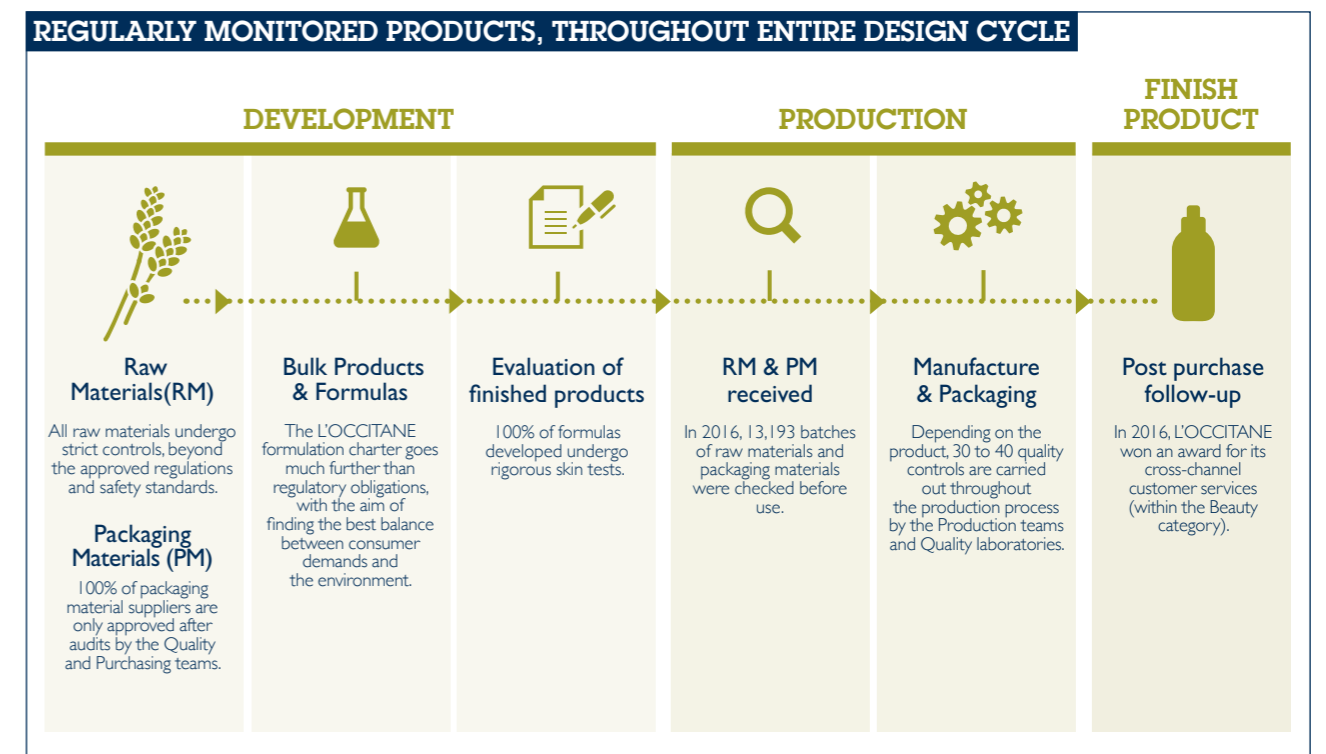 REGULARLY MONITORED PRODUCTS, THROUGHOUT ENTIRE DESIGN CYCLE
DEVELOPMENT
Raw
Materials(RM)
All raw materials undergo
strict controls, beyond
the approved regulations
and safety standards.
Packaging
Materials (PM)
100% of packaging
material suppliers are
only approved after
audits by the Quality
and Purchasing teams.
Bulk Products
& Formulas
The L’OCCITANE
formulation charter goes
much further than
regulatory obligations,
with the aim of
finding the best balance
between consumer
demands and
the environment.
Evaluation of
finished products
100% of formulas
developed undergo
rigorous skin tests.
PRODUCTION
RM & PM
received
In 2016, 13,193 batches
of raw materials and
packaging materials
were checked before
use.
Manufacture
& Packaging
Depending on the
product, 30 to 40 quality
controls are carried
out throughout
the production process
by the Production teams
and Quality laboratories.
FINISH
PRODUCT
Post purchase
follow-up
In 2016, L’OCCITANE
won an award for its
cross-channel
customer services
(within the Beauty
category).